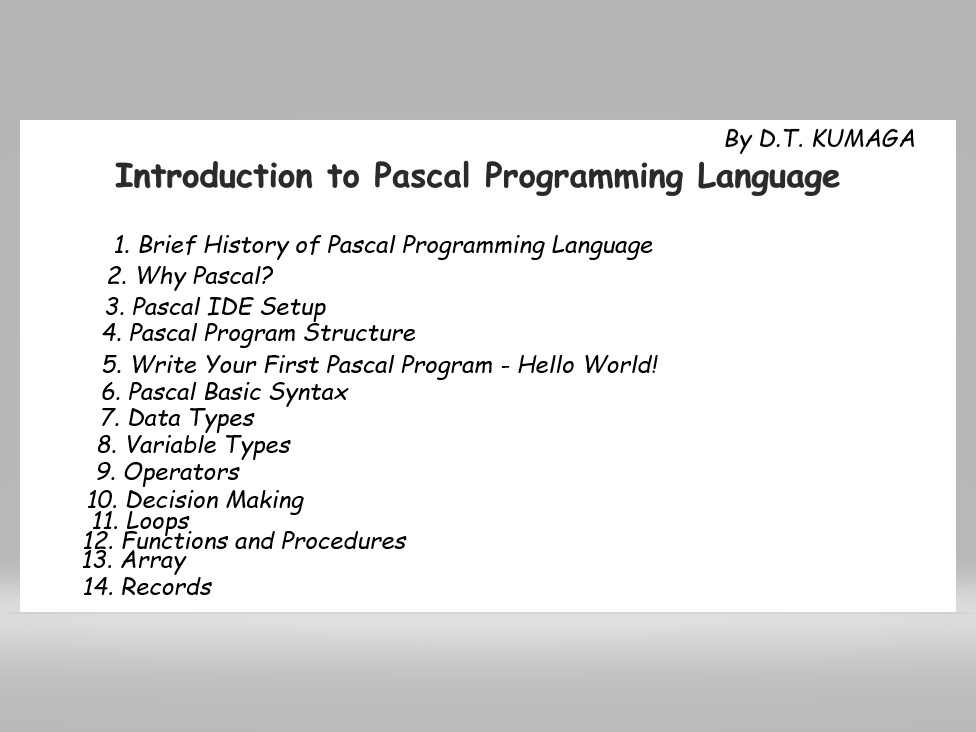 By D.T. KUMAGA
Introduction to Pascal Programming Language
1. Brief History of Pascal Programming Language
2. Why Pascal?
3. Pascal IDE Setup
4. Pascal Program Structure
5. Write Your First Pascal Program - Hello World!
6. Pascal Basic Syntax
7. Data Types
8. Variable Types
9. Operators
10. Decision Making
11. Loops
12. Functions and Procedures
13. Array
14. Records